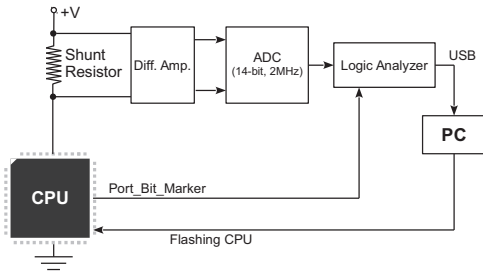 +V
Shunt
Resistor
Diff. Amp.
ADC
(14-bit, 2MHz)
Logic Analyzer
USB
PC
CPU
Port_Bit_Marker
Flashing CPU